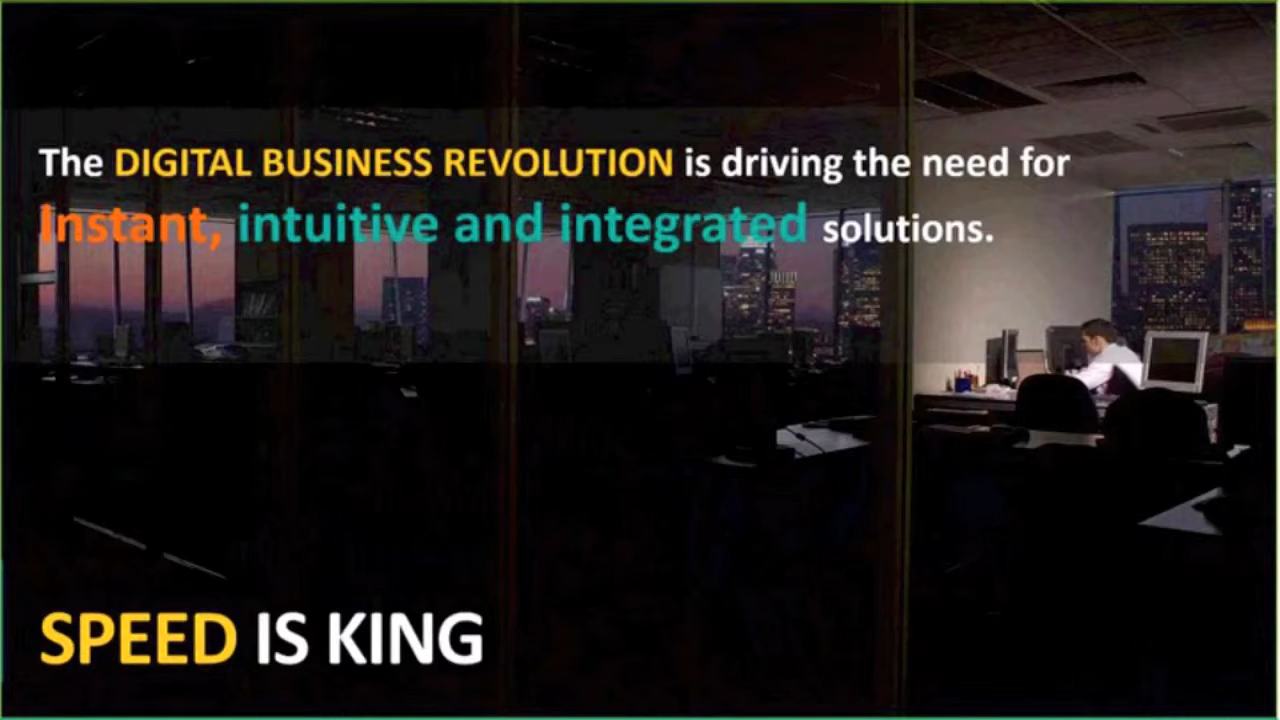 The DIGITAL BUSINESS REVOLUTION is driving the need for
Instant, intuitive and integrated solutions.
SPEED IS KING